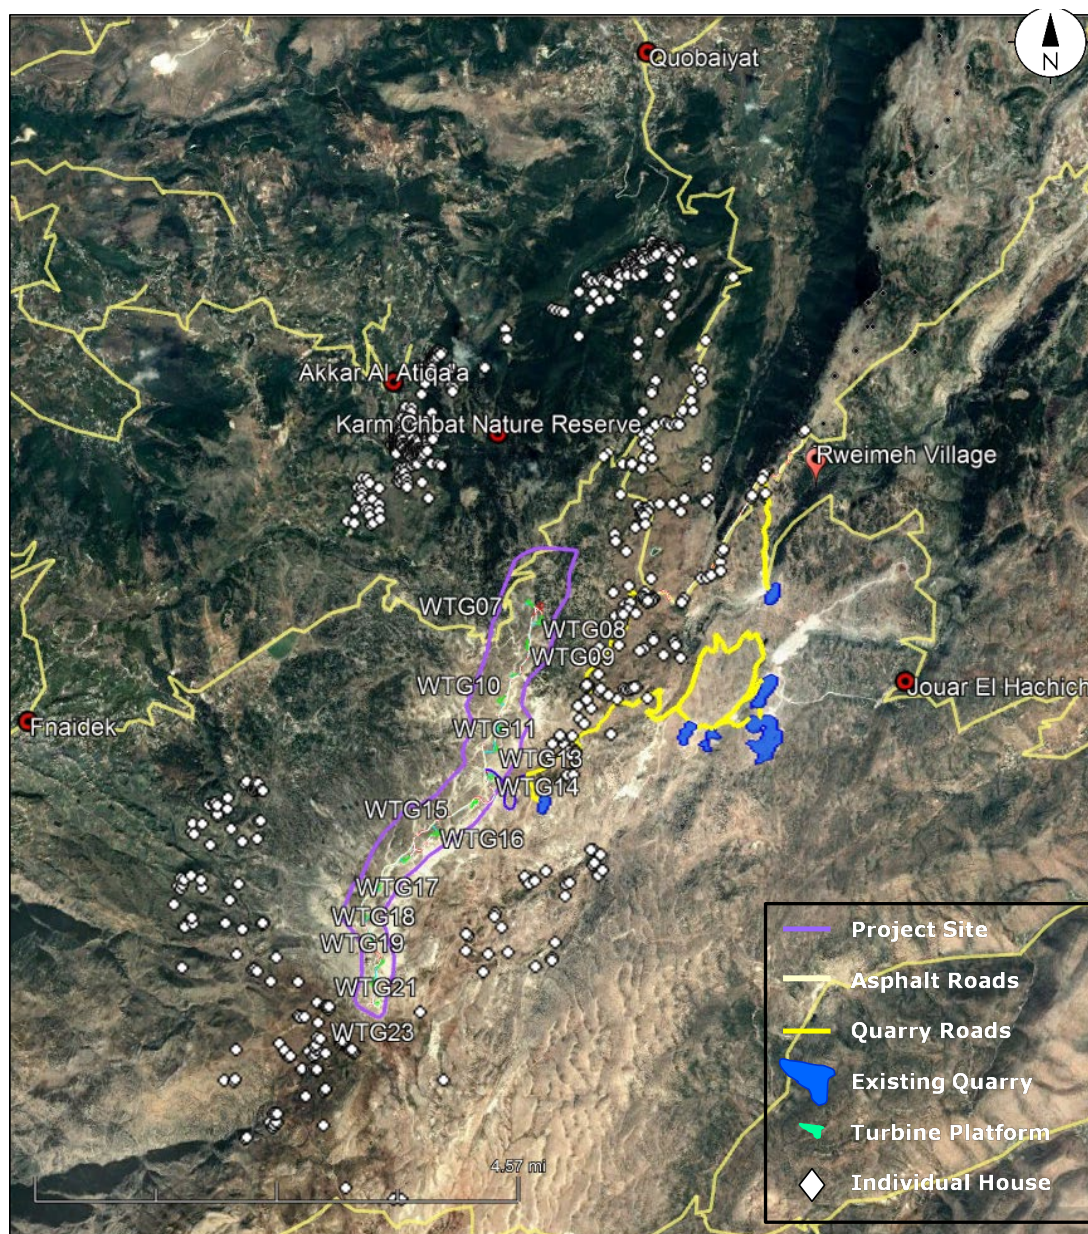 N
Quobaiyat
Akkar Al Atiqa'a
Karm Chbat Nature Reserve
Rweimeh Village
WTG07
WTG08
WTG09
WTG10
Jouar El Hachich
Fnaidek
WTG11
WTG13
WTG14
WTG15
WTG16
WTG17
WTG18
WTG19
WTG21
WTG23
4.57 mi
Project Site
Asphalt Roads
Quarry Roads
Existing Quarry
Turbine Platform
Individual House